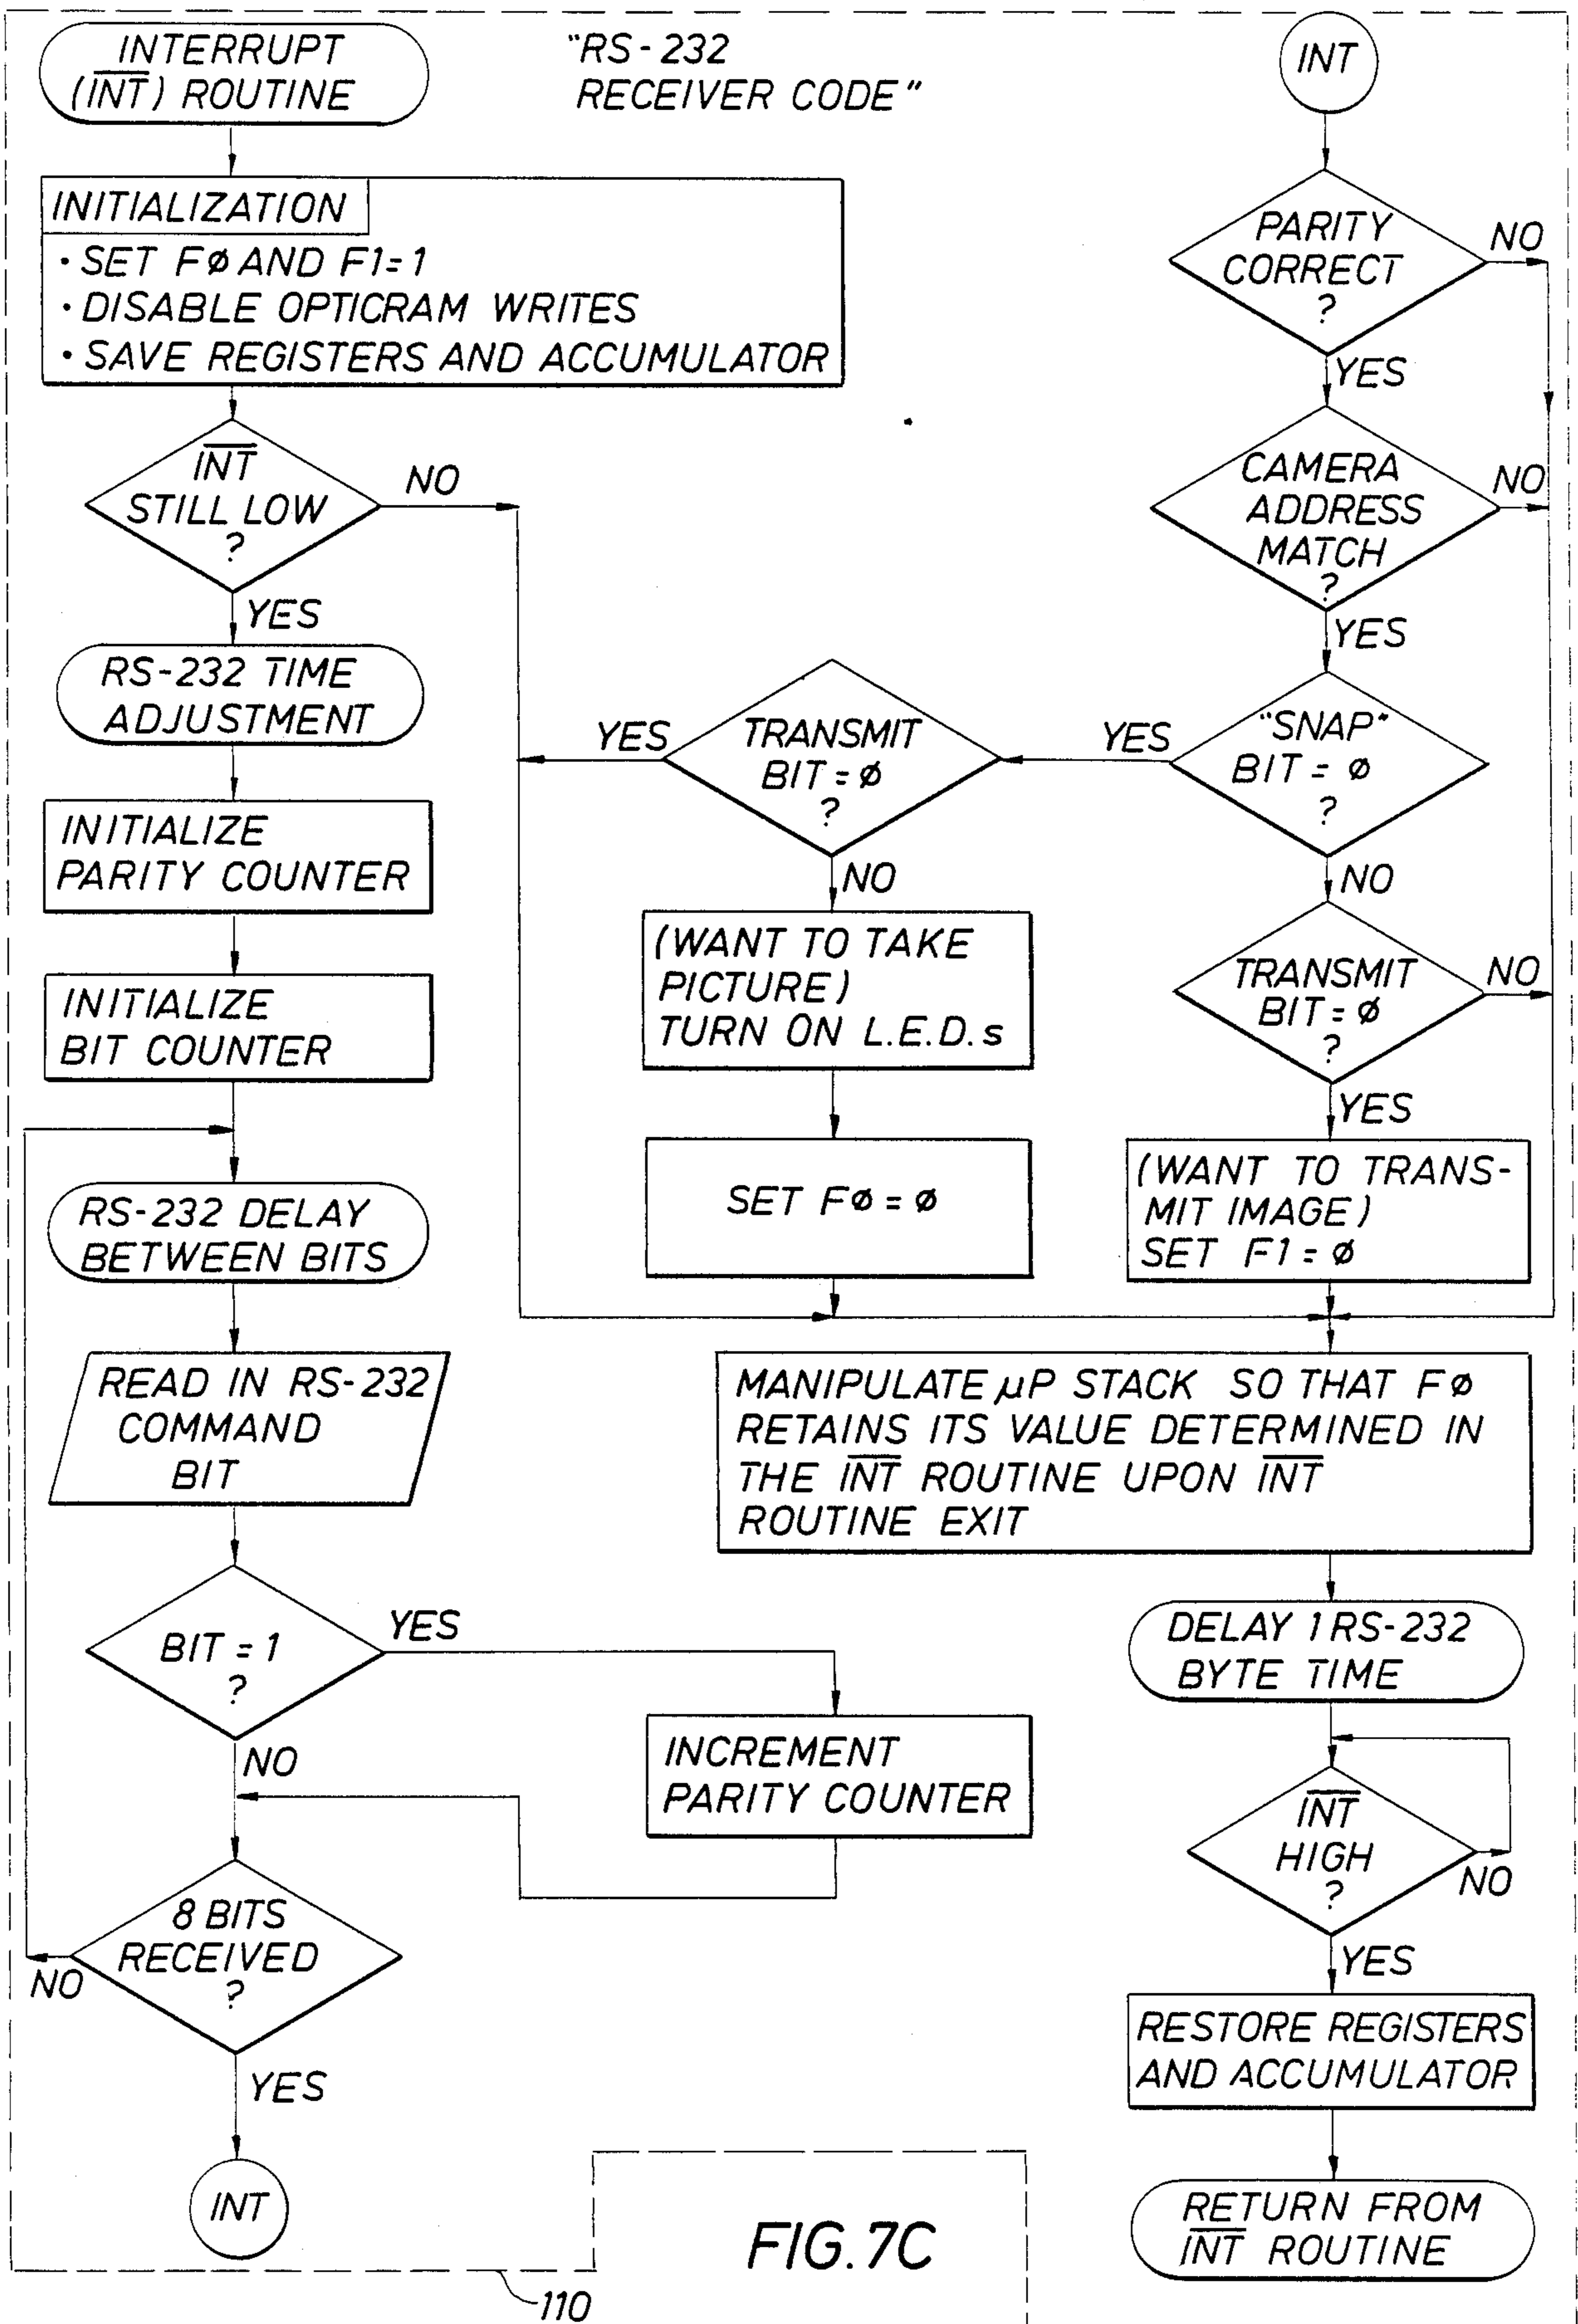 INTERRUPT
(INT) ROUTINE
"RS-232
RECEIVER CODE"
INITIALIZATION
· SET FØ AND F1=1
· DISABLE OPTICRAM WRITES
· SAVE REGISTERS AND ACCUMULATOR
INT
STILL LOW
?
NO
YES
RS-232 TIME
ADJUSTMENT
INITIALIZE
PARITY COUNTER
INITIALIZE
BIT COUNTER
RS-232 DELAY
BETWEEN BITS
READ IN RS-232
COMMAND
BIT
BIT = 1
?
YES
NO
INCREMENT
PARITY COUNTER
8 BITS
RECEIVED
?
NO
YES
INT
INT
PARITY
CORRECT
?
NO
YES
CAMERA
ADDRESS
MATCH
?
NO
YES
"SNAP"
BIT = Ø
?
YES
NO
TRANSMIT
BIT = Ø
?
YES
NO
(WANT TO TAKE
PICTURE)
TURN ON L.E.D.s
SET FØ = Ø
TRANSMIT
BIT = Ø
?
NO
YES
(WANT TO TRANS-
MIT IMAGE)
SET F1 = Ø
MANIPULATE µP STACK SO THAT FØ
RETAINS ITS VALUE DETERMINED IN
THE INT ROUTINE UPON INT
ROUTINE EXIT
DELAY 1 RS-232
BYTE TIME
INT
HIGH
?
NO
YES
RESTORE REGISTERS
AND ACCUMULATOR
RETURN FROM
INT ROUTINE
FIG. 7C
110